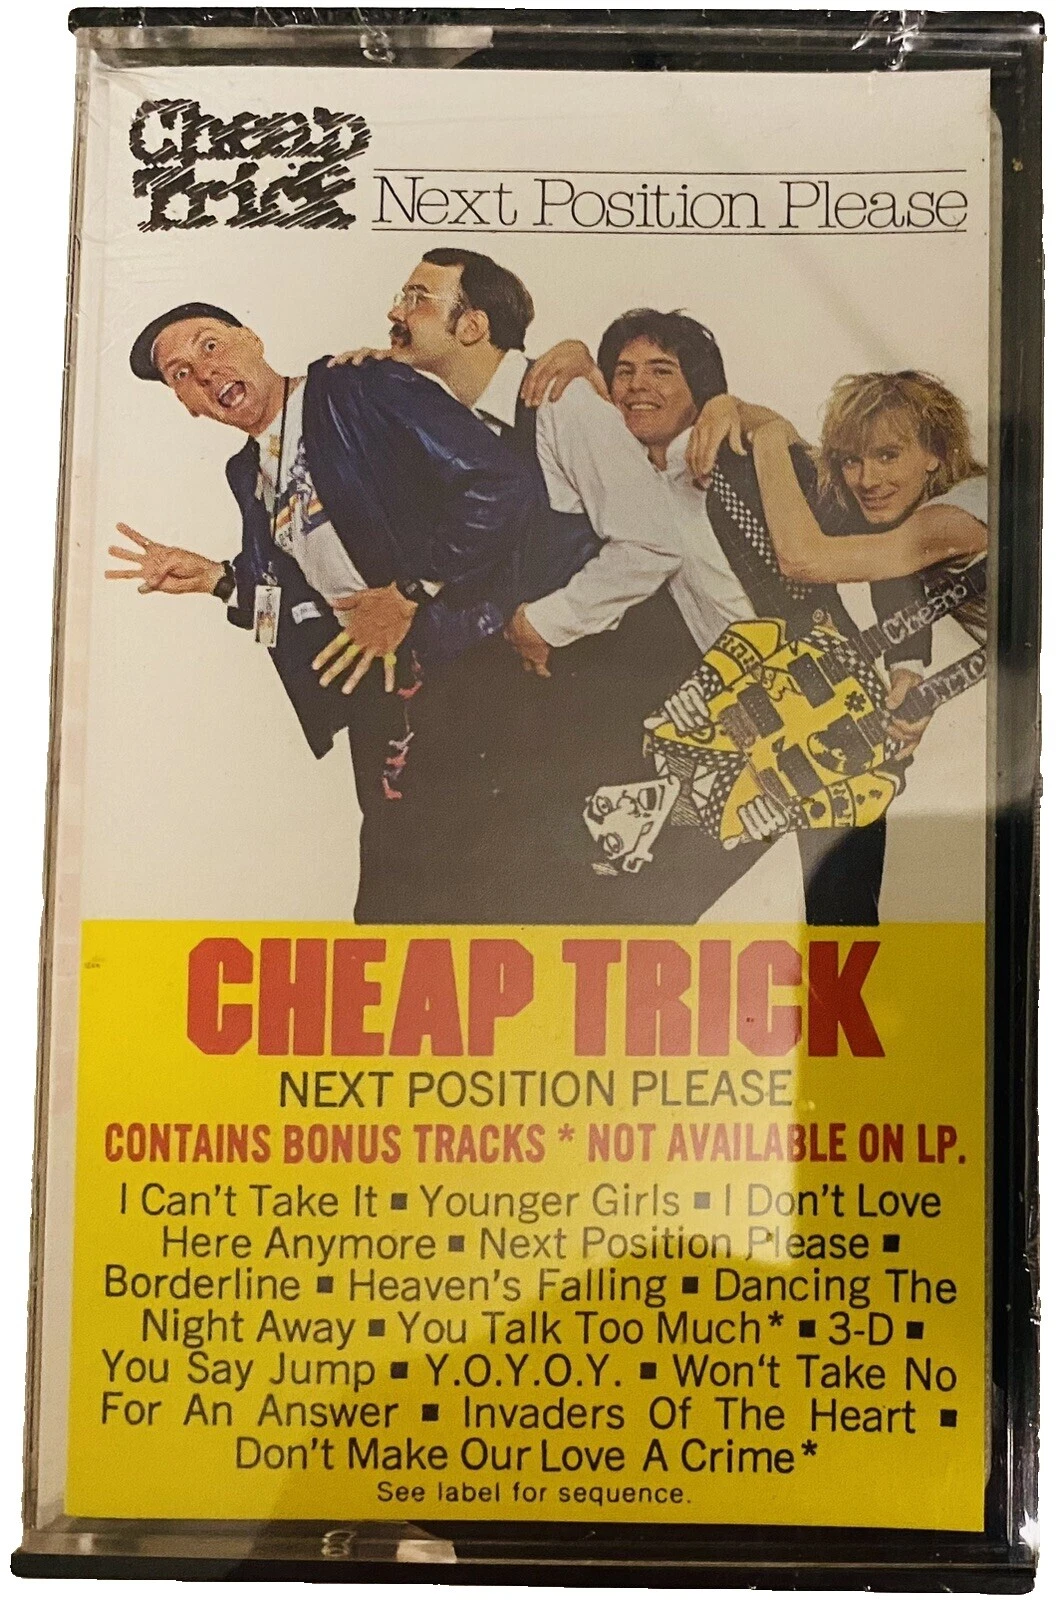 Cheap
Trick
Next Position Please
Cheap
CHEAP TRICK
NEXT POSITION PLEASE
CONTAINS BONUS TRACKS * NOT AVAILABLE ON LP.
I Can't Take It ▪ Younger Girls ▪ I Don't Love
Here Anymore ▪ Next Position Please ▪
Borderline ▪ Heaven's Falling ▪ Dancing The
Night Away ▪ You Talk Too Much* ▪ 3-D ▪
You Say Jump ▪ Y.O.Y.O.Y. ▪ Won't Take No
For An Answer ▪ Invaders Of The Heart ▪
Don't Make Our Love A Crime*
See label for sequence.